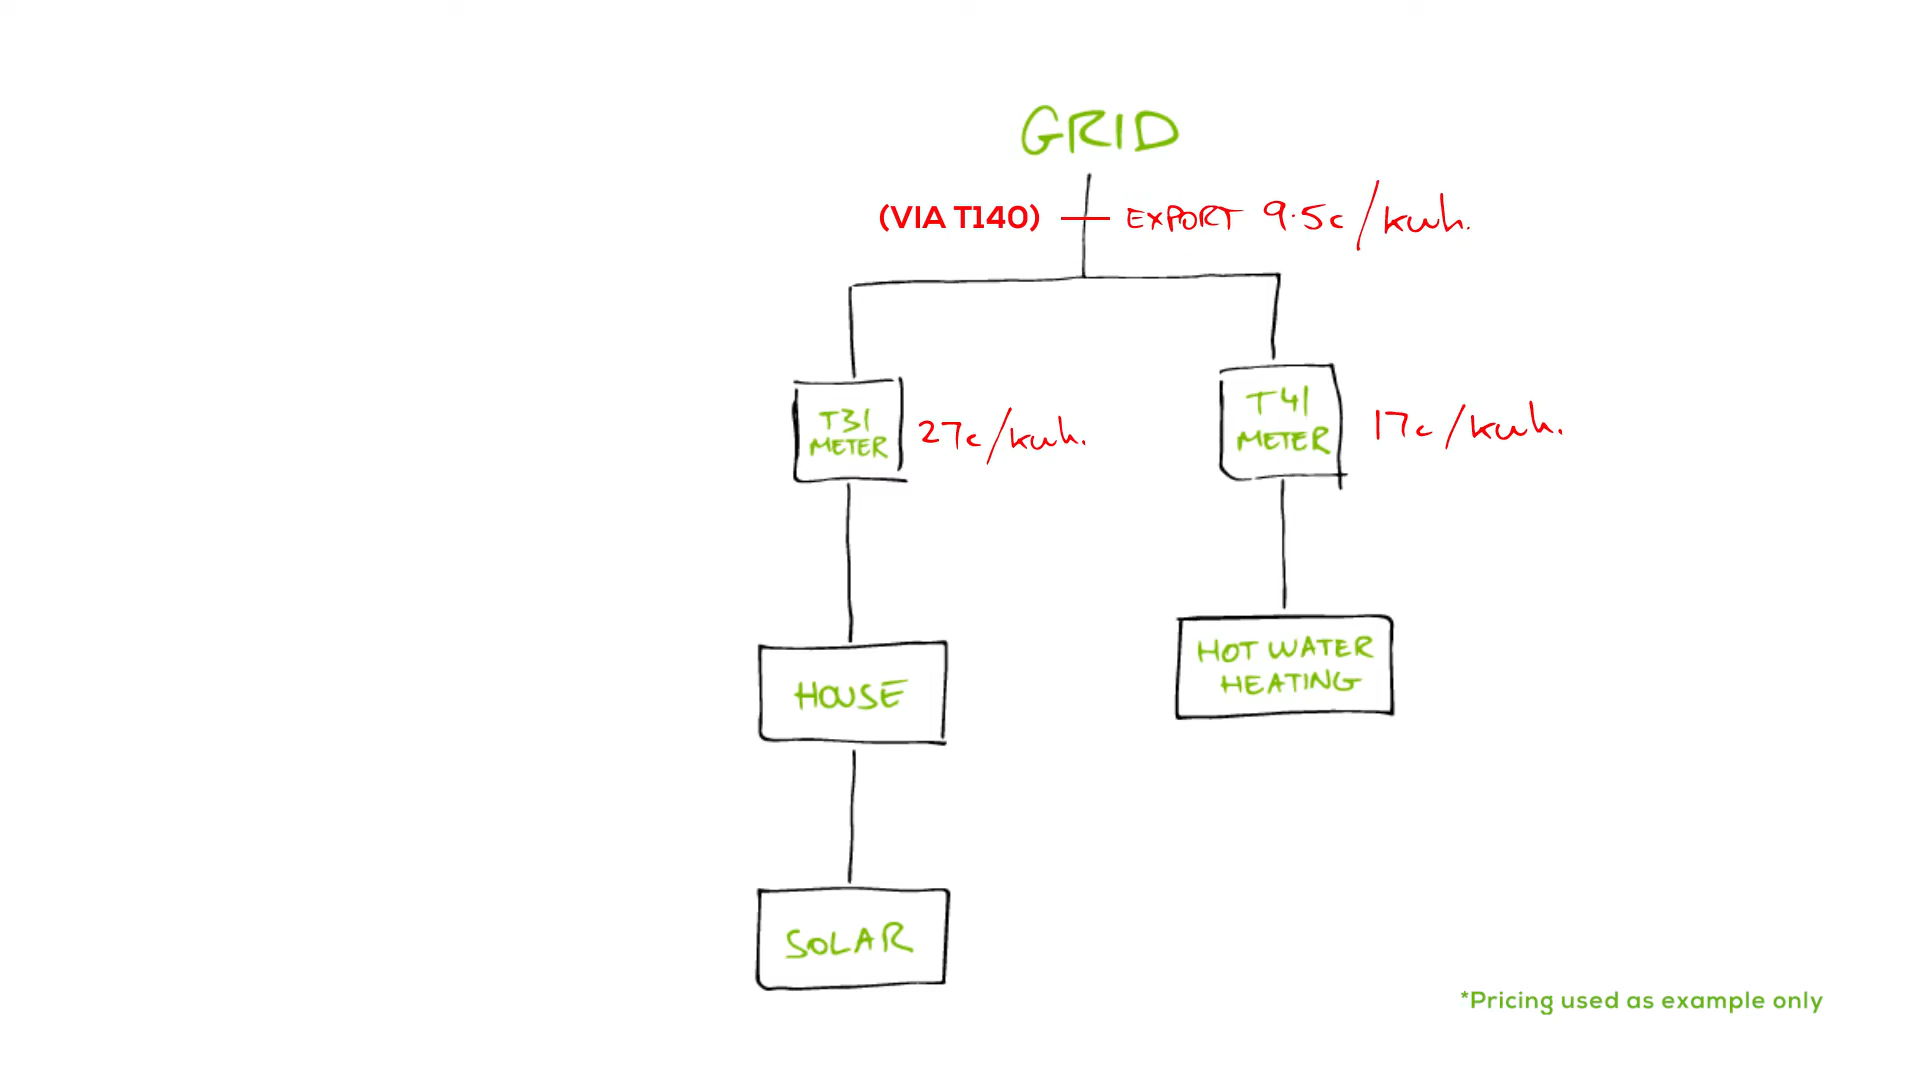 GRID
(VIA T140) EXPORT 9.5c/kwh.
T31
METER
27c/kwh.
T41
METER
17c/kwh.
HOUSE
HOT WATER
HEATING
SOLAR
*Pricing used as example only